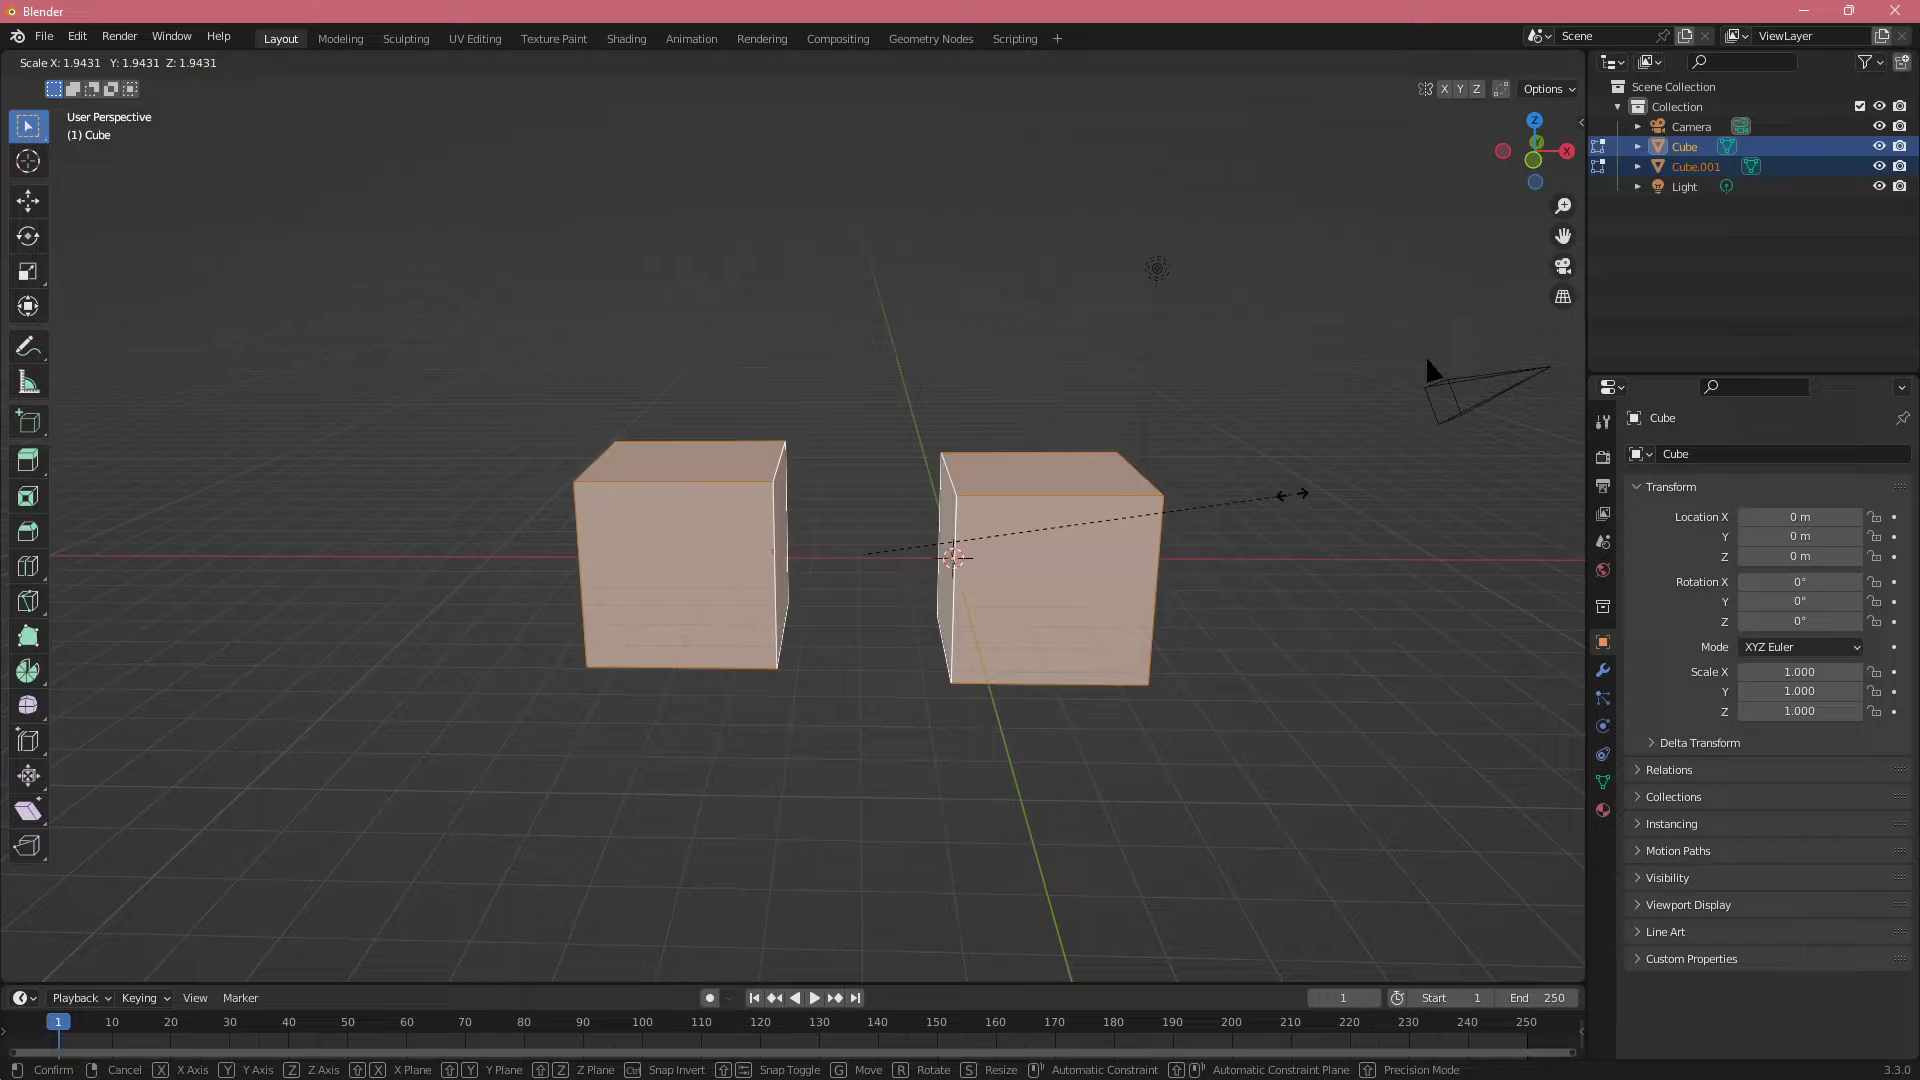 Blender
File Edit Render Window Help Layout Modeling Sculpting UV Editing Texture Paint Shading Animation Rendering Compositing Geometry Nodes Scripting + Scene ViewLayer
Scale X: 1.9431 Y: 1.9431 Z: 1.9431
X Y Z Options
User Perspective
(1) Cube
Z
X
Scene Collection
Collection
Camera
Cube
Cube.001
Light
Cube
Cube
Transform
Location X 0 m
Y 0 m
Z 0 m
Rotation X 0°
Y 0°
Z 0°
Mode XYZ Euler
Scale X 1.000
Y 1.000
Z 1.000
Delta Transform
Relations
Collections
Instancing
Motion Paths
Visibility
Viewport Display
Line Art
Custom Properties
Playback Keying View Marker 1 Start 1 End 250
1 10 20 30 40 50 60 70 80 90 100 110 120 130 140 150 160 170 180 190 200 210 220 230 240 250
Confirm Cancel X X Axis Y Y Axis Z Z Axis X X Plane Y Y Plane Z Z Plane Ctrl Snap Invert Snap Toggle G Move R Rotate S Resize Automatic Constraint Automatic Constraint Plane Precision Mode 3.3.0